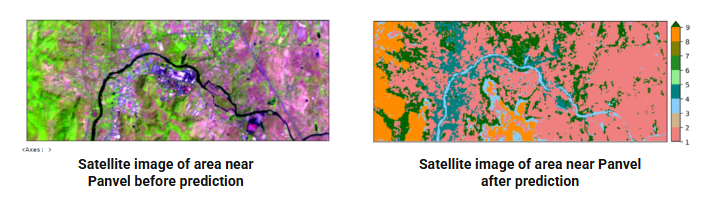 9
8
7
6
5
4
3
2
1
<Axes: >
Satellite image of area near
Panvel before prediction
Satellite image of area near Panvel
after prediction